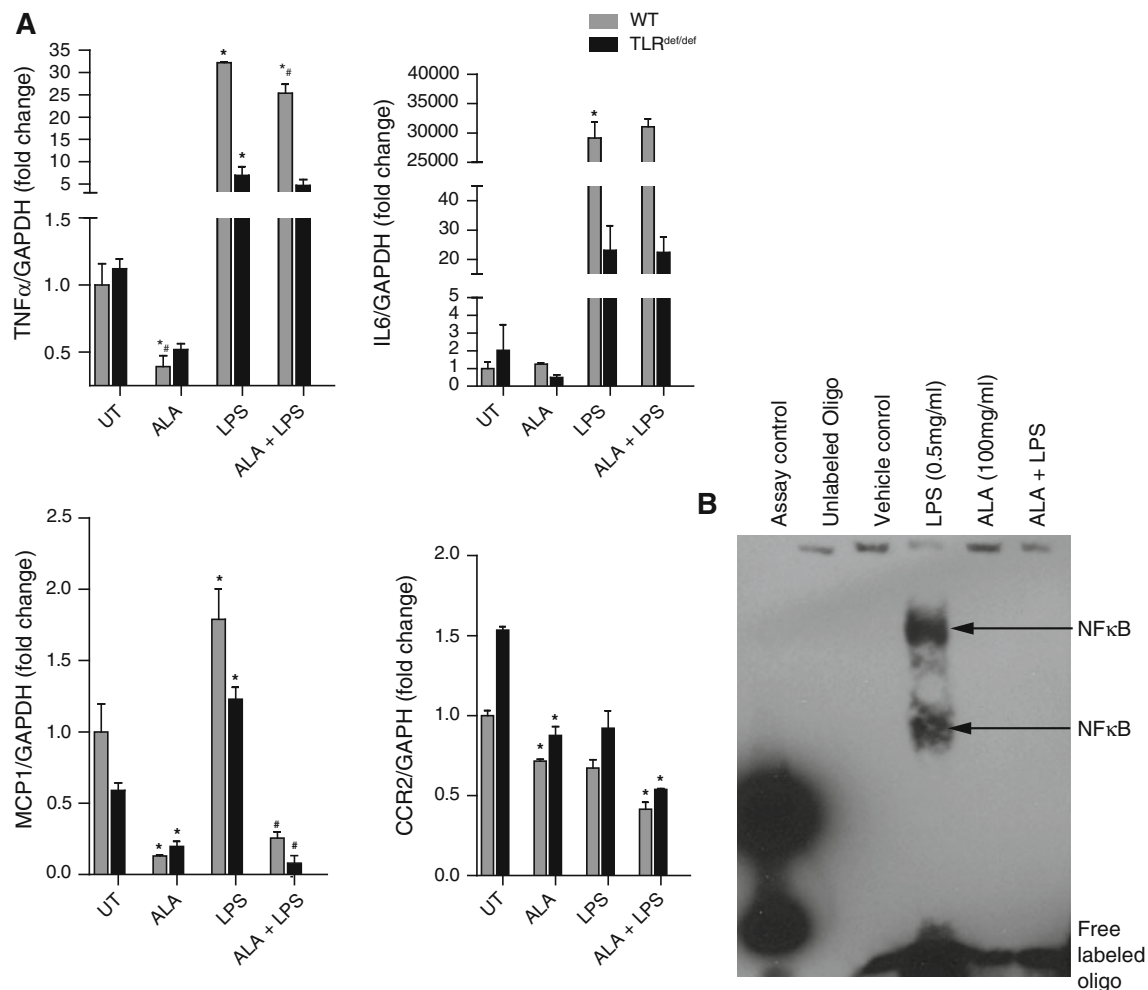 A
WT
TLRdef/def
TNFα/GAPDH (fold change)
35
30
25
20
15
10
5
1.5
1.0
0.5
*
*
*#
*#
UT
ALA
LPS
ALA + LPS
IL6/GAPDH (fold change)
40000
35000
30000
25000
40
30
20
5
4
3
2
1
0
*
UT
ALA
LPS
ALA + LPS
MCP1/GAPDH (fold change)
2.5
2.0
1.5
1.0
0.5
0.0
*
*
*
*
#
#
UT
ALA
LPS
ALA + LPS
CCR2/GAPH (fold change)
2.0
1.5
1.0
0.5
0.0
*
*
*
*
UT
ALA
LPS
ALA + LPS
B
Assay control
Unlabeled Oligo
Vehicle conrol
LPS (0.5mg/ml)
ALA (100mg/ml)
ALA + LPS
NFκB
NFκB
Free
labeled
oligo